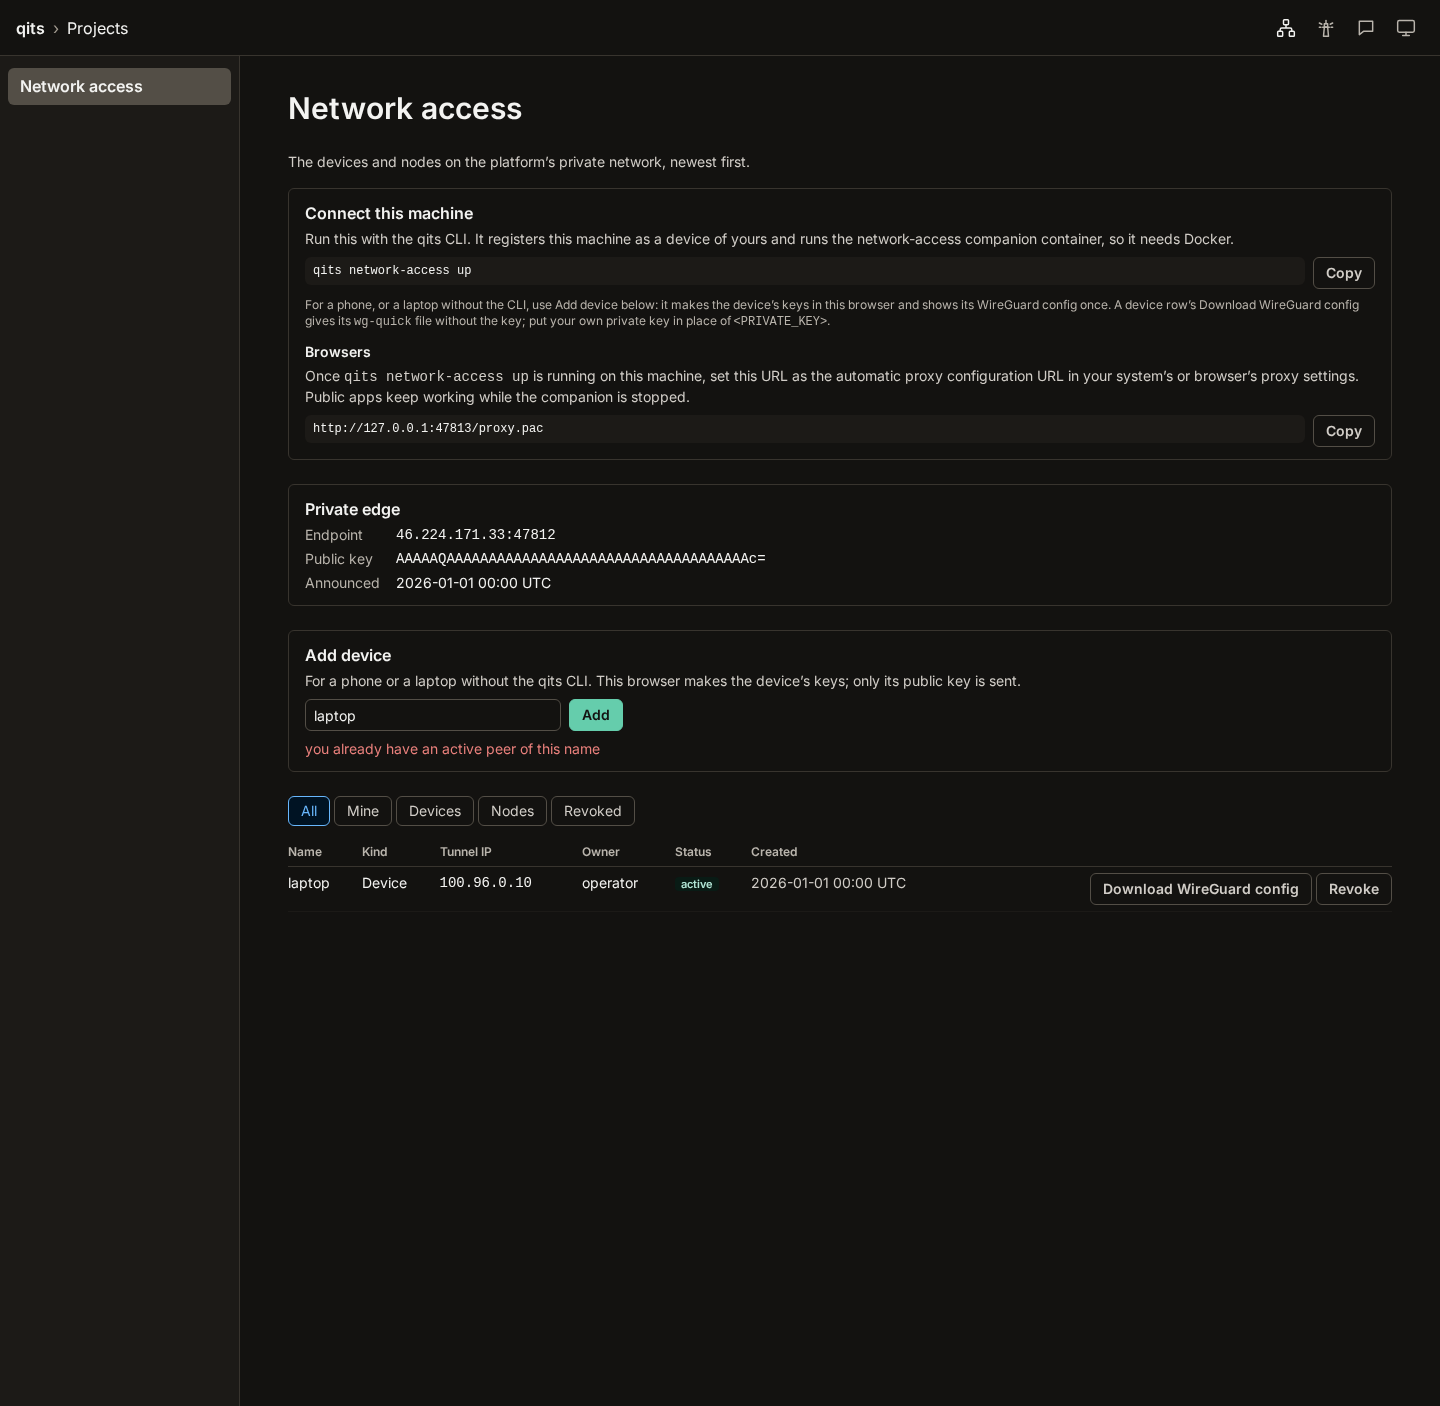 qits › Projects
Network access
Network access
The devices and nodes on the platform’s private network, newest first.
Connect this machine
Run this with the qits CLI. It registers this machine as a device of yours and runs the network-access companion container, so it needs Docker.
qits network-access up
Copy
For a phone, or a laptop without the CLI, use Add device below: it makes the device’s keys in this browser and shows its WireGuard config once. A device row’s Download WireGuard config
gives its wg-quick file without the key; put your own private key in place of <PRIVATE_KEY>.
Browsers
Once qits network-access up is running on this machine, set this URL as the automatic proxy configuration URL in your system’s or browser’s proxy settings.
Public apps keep working while the companion is stopped.
http://127.0.0.1:47813/proxy.pac
Copy
Private edge
Endpoint 46.224.171.33:47812
Public key AAAAAQAAAAAAAAAAAAAAAAAAAAAAAAAAAAAAAAAAAAc=
Announced 2026-01-01 00:00 UTC
Add device
For a phone or a laptop without the qits CLI. This browser makes the device’s keys; only its public key is sent.
laptop Add
you already have an active peer of this name
All Mine Devices Nodes Revoked
Name Kind Tunnel IP Owner Status Created
laptop Device 100.96.0.10 operator active 2026-01-01 00:00 UTC Download WireGuard config Revoke